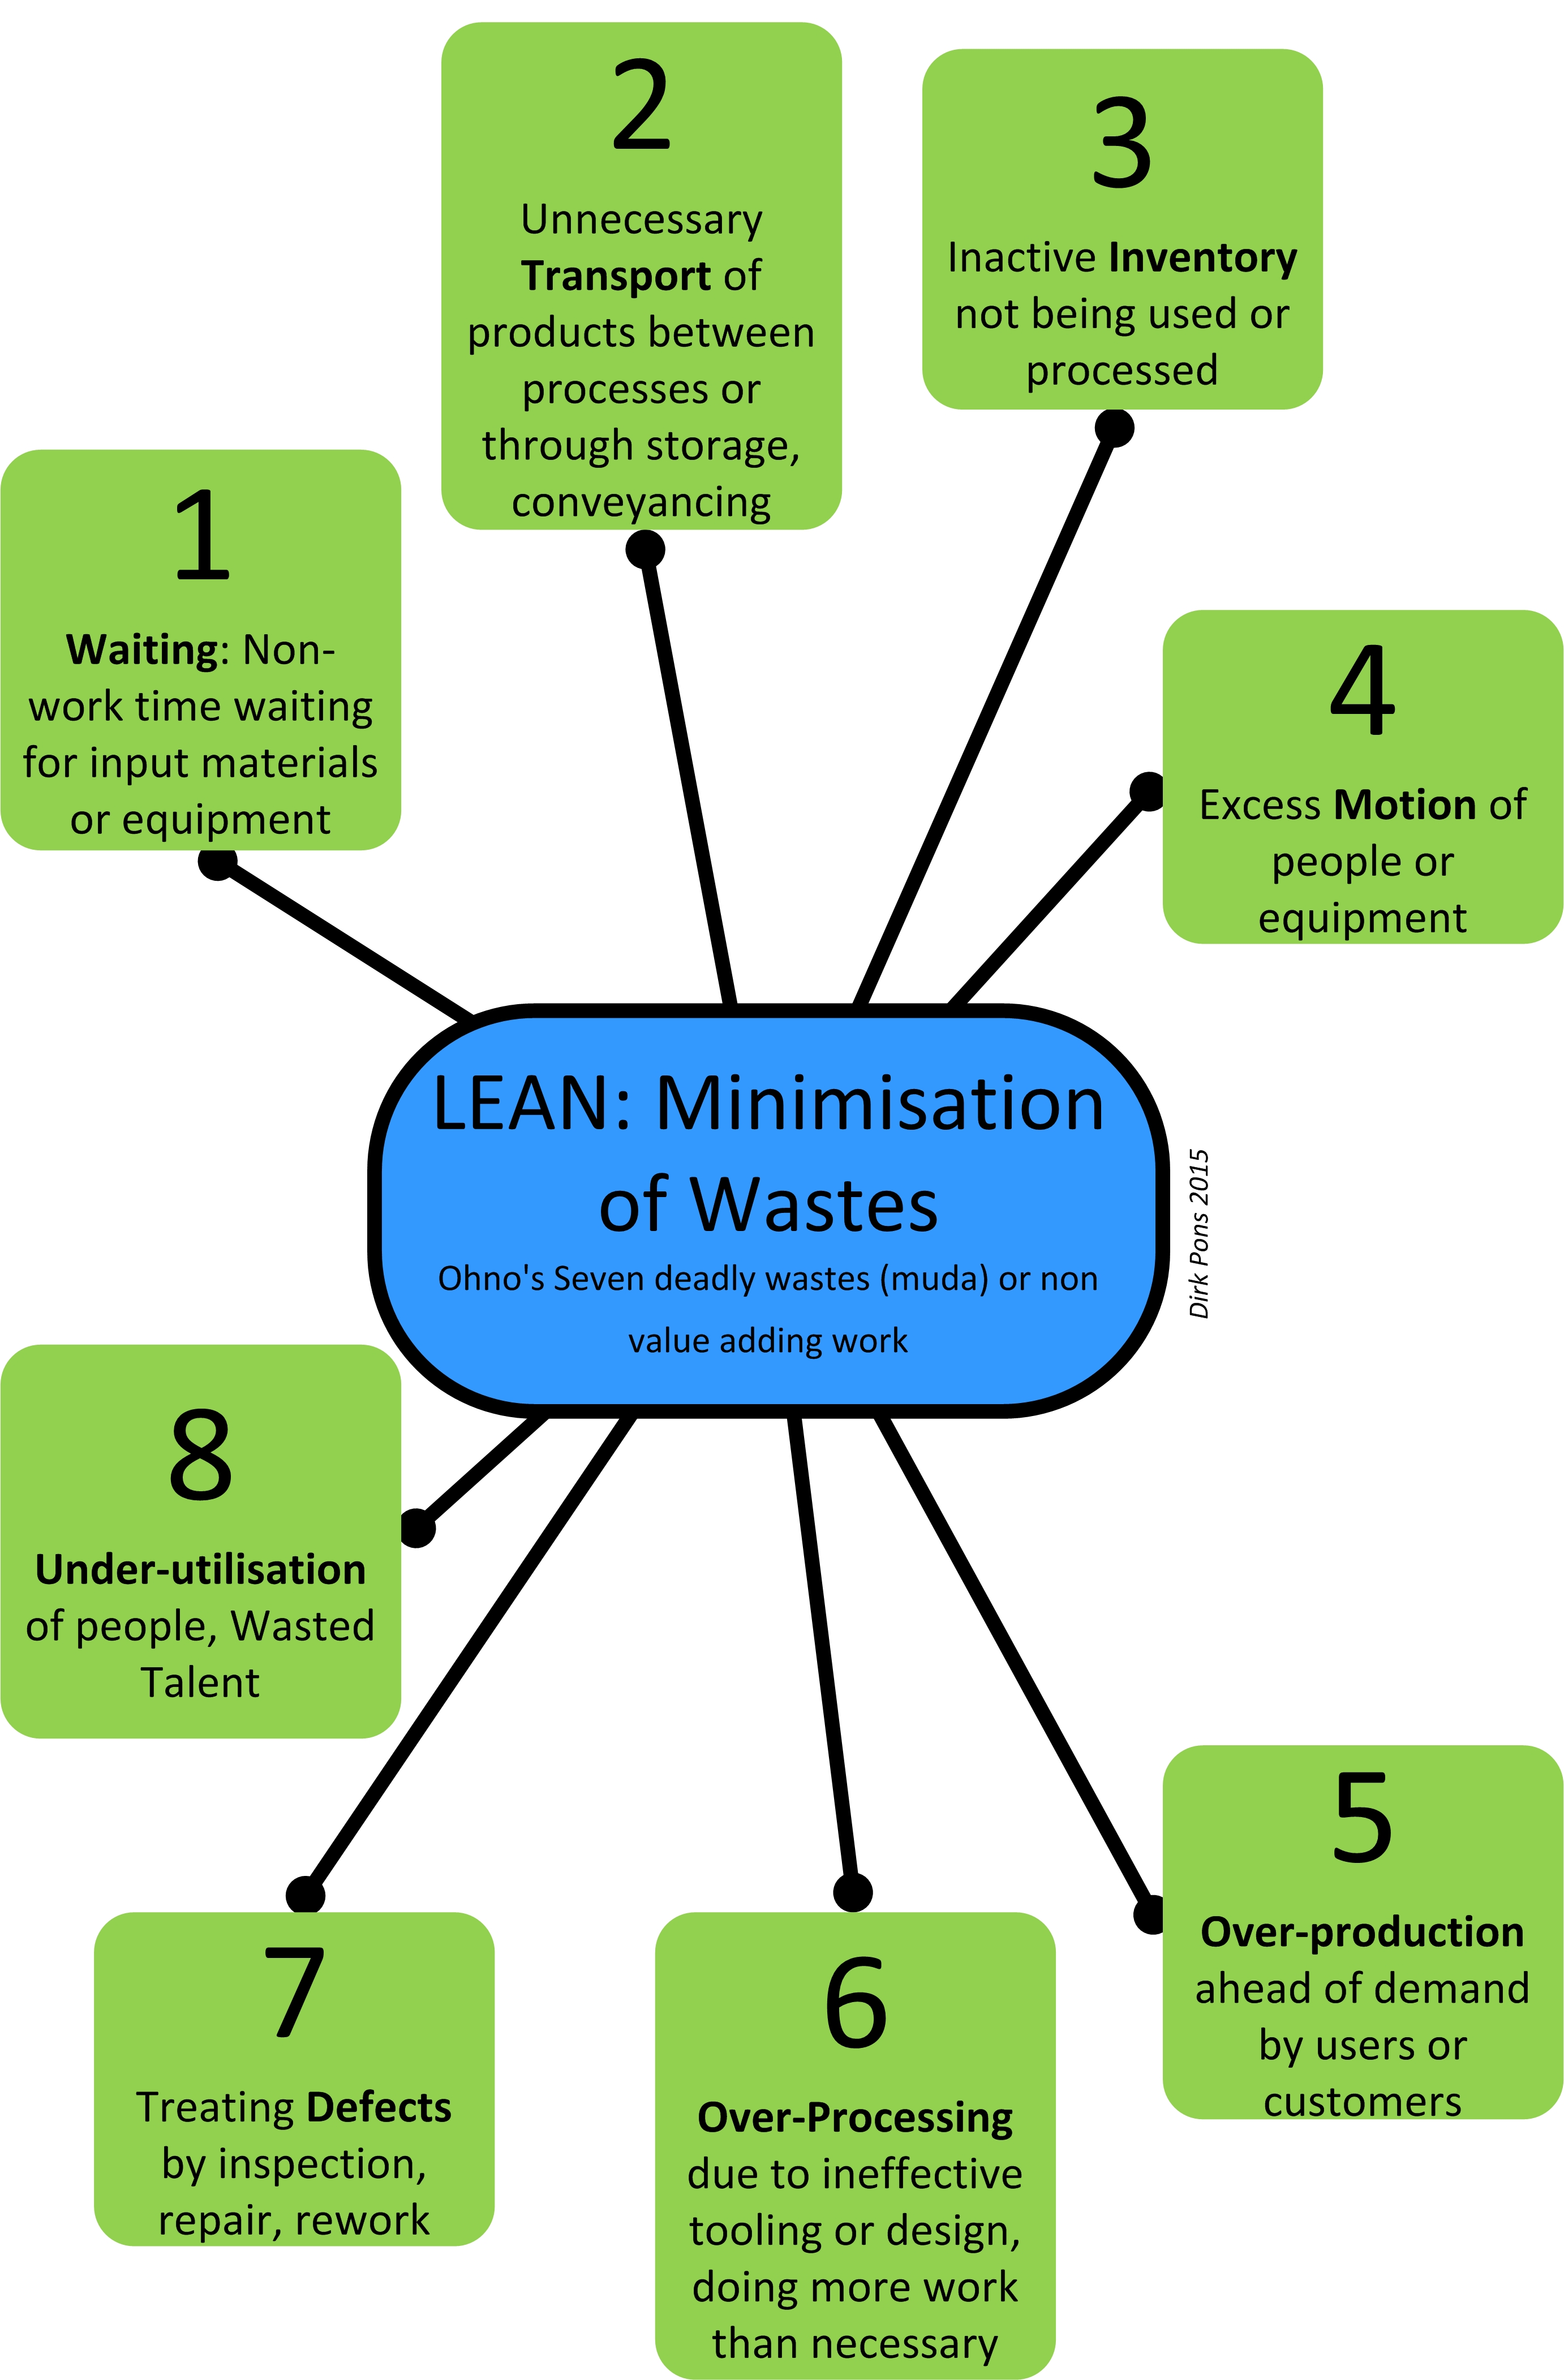 2
Unnecessary
Transport of
products between
processes or
through storage,
conveyancing
3
Inactive Inventory
not being used or
processed
1
Waiting: Non-
work time waiting
for input materials
or equipment
4
Excess Motion of
people or
equipment
LEAN: Minimisation
of Wastes
Ohno's Seven deadly wastes (muda) or non
value adding work
Dirk Pons 2015
8
Under-utilisation
of people, Wasted
Talent
5
Over-production
ahead of demand
by users or
customers
7
Treating Defects
by inspection,
repair, rework
6
Over-Processing
due to ineffective
tooling or design,
doing more work
than necessary